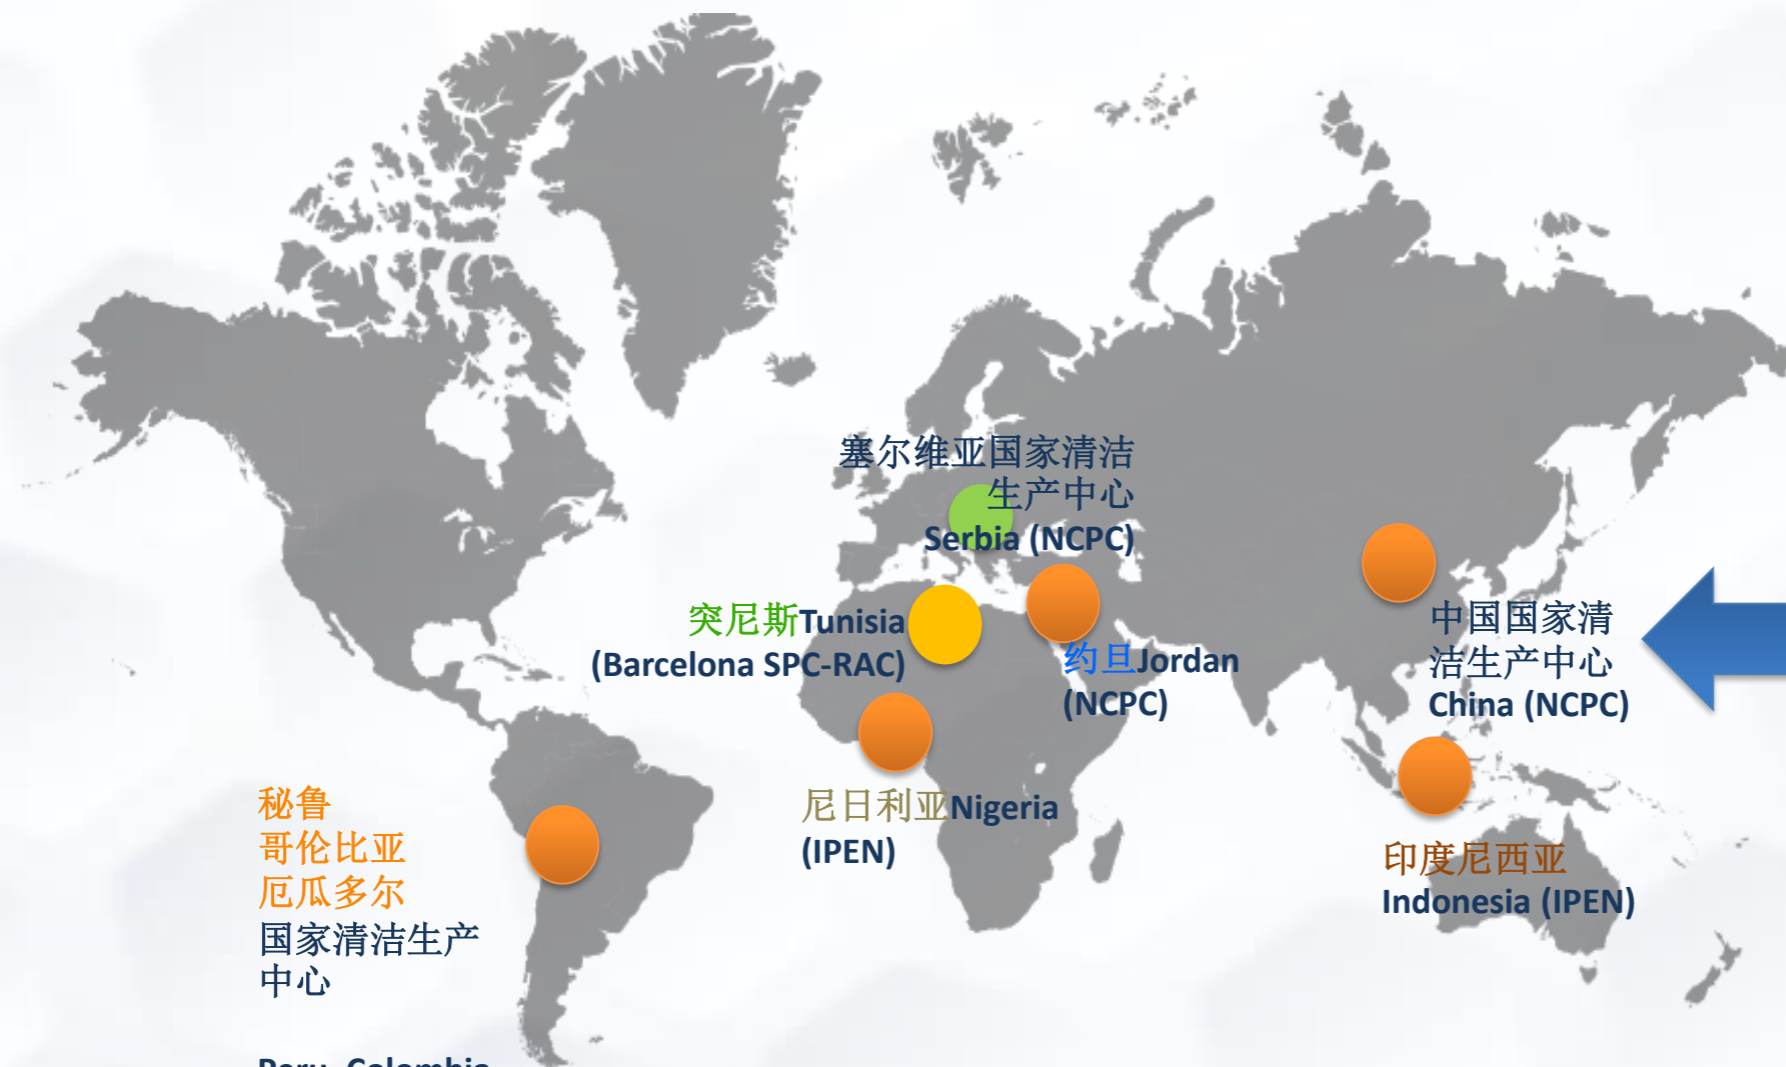 塞尔维亚国家清洁
生产中心
Serbia (NCPC)
突尼斯Tunisia
(Barcelona SPC-RAC)
约旦Jordan
(NCPC)
中国国家清
洁生产中心
China (NCPC)
尼日利亚Nigeria
(IPEN)
印度尼西亚
Indonesia (IPEN)
秘鲁
哥伦比亚
厄瓜多尔
国家清洁生产
中心
Peru, Colombia